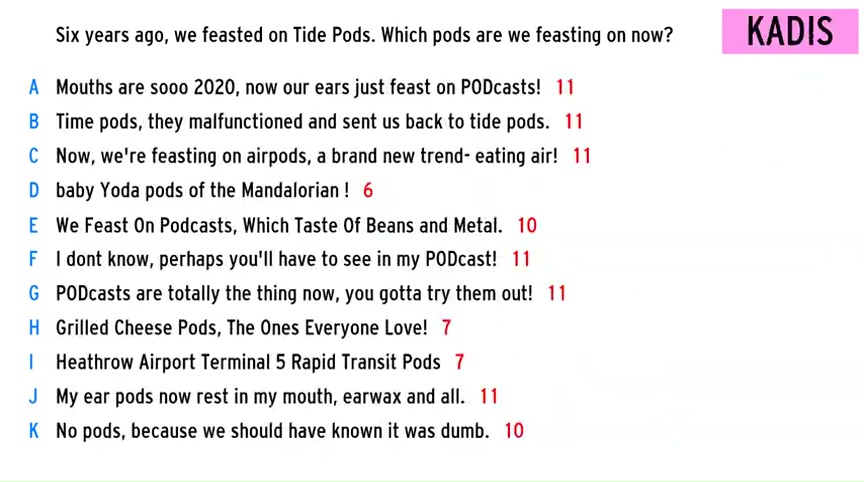 Six years ago, we feasted on Tide Pods. Which pods are we feasting on now?
KADIS
A Mouths are sooo 2020, now our ears just feast on PODcasts! 11
B Time pods, they malfunctioned and sent us back to tide pods. 11
C Now, we're feasting on airpods, a brand new trend- eating air! 11
D baby Yoda pods of the Mandalorian ! 6
E We Feast On Podcasts, Which Taste Of Beans and Metal. 10
F I dont know, perhaps you'll have to see in my PODcast! 11
G PODcasts are totally the thing now, you gotta try them out! 11
H Grilled Cheese Pods, The Ones Everyone Love! 7
I Heathrow Airport Terminal 5 Rapid Transit Pods 7
J My ear pods now rest in my mouth, earwax and all. 11
K No pods, because we should have known it was dumb. 10